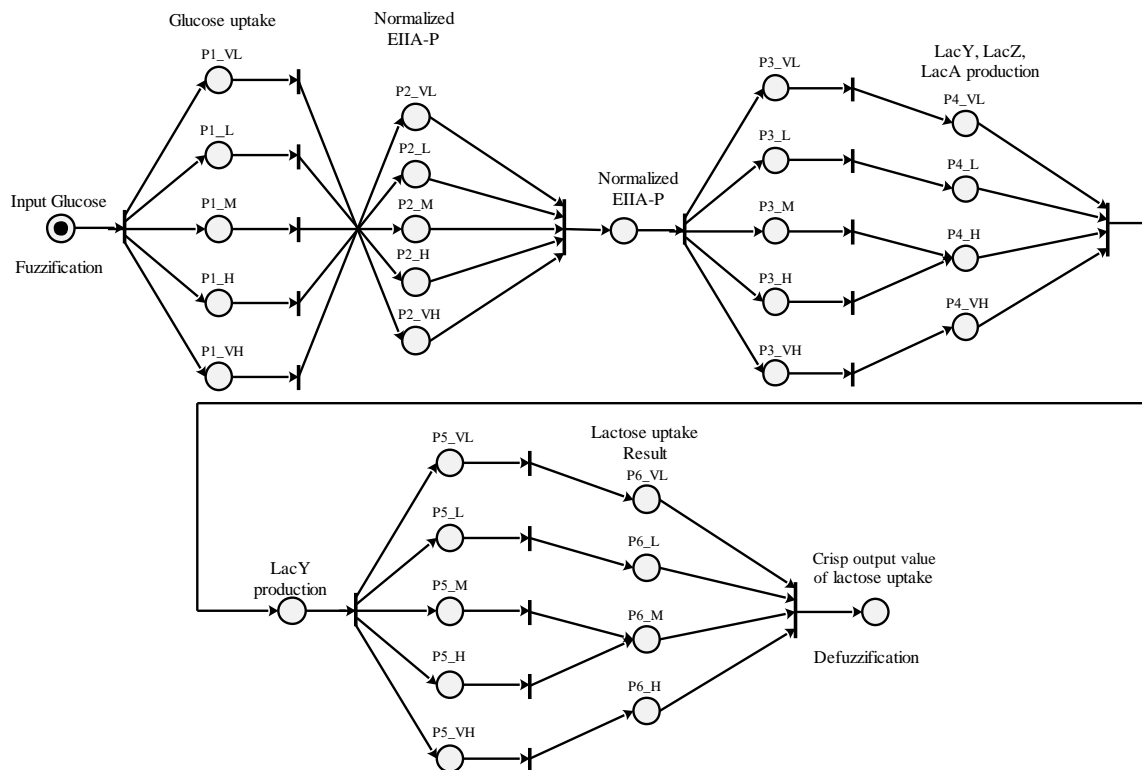 Glucose uptake
Normalized
EIIA-P
LacY, LacZ,
LacA production
P1_VL
P1_L
P1_M
P1_H
P1_VH
Input Glucose
Fuzzification
P2_VL
P2_L
P2_M
P2_H
P2_VH
Normalized
EIIA-P
P3_VL
P3_L
P3_M
P3_H
P3_VH
P4_VL
P4_L
P4_H
P4_VH
LacY
production
P5_VL
P5_L
P5_M
P5_H
P5_VH
Lactose uptake
Result
P6_VL
P6_L
P6_M
P6_H
Crisp output value
of lactose uptake
Defuzzification